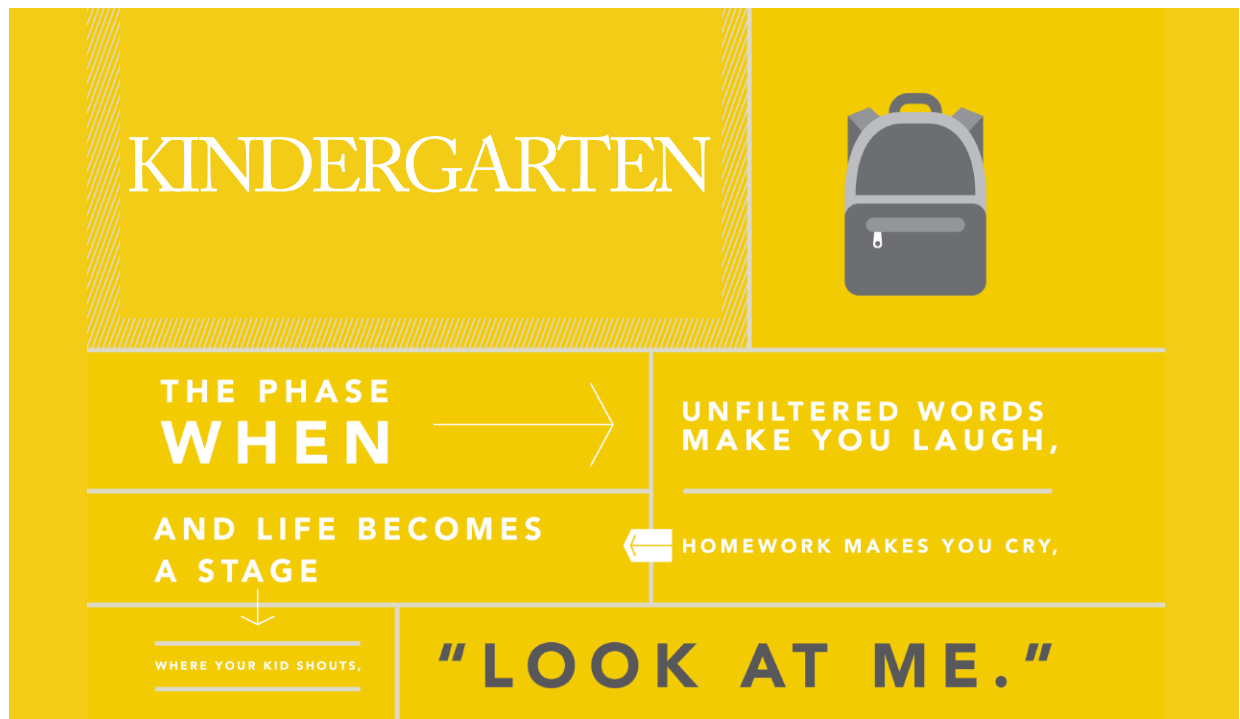 KINDERGARTEN
THE PHASE
WHEN
UNFILTERED WORDS
MAKE YOU LAUGH,
HOMEWORK MAKES YOU CRY,
AND LIFE BECOMES
A STAGE
WHERE YOUR KID SHOUTS,
“LOOK AT ME.”